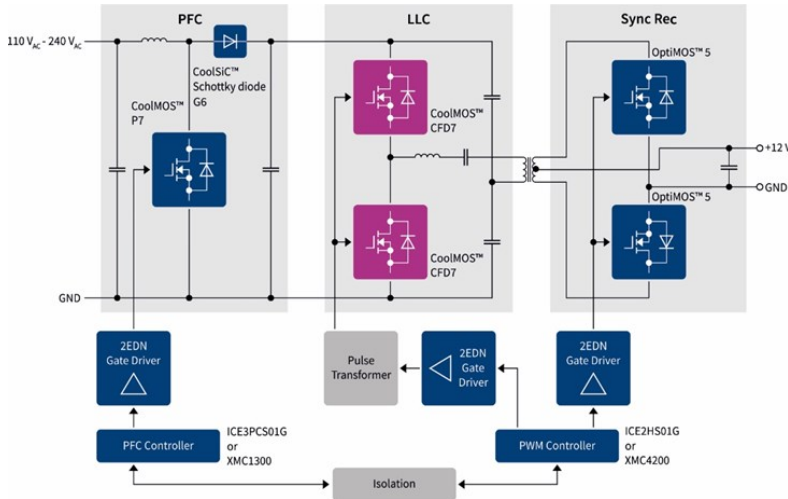 PFC
LLC
Sync Rec
110 V_AC - 240 V_AC
CoolSiC™
Schottky diode
G6
CoolMOS™
P7
CoolMOS™
CFD7
CoolMOS™
CFD7
OptiMOS™ 5
OptiMOS™ 5
+12 V
GND
GND
2EDN
Gate Driver
Pulse
Transformer
2EDN
Gate
Driver
2EDN
Gate Driver
PFC Controller
ICE3PCS01G
or
XMC1300
PWM Controller
ICE2HS01G
or
XMC4200
Isolation